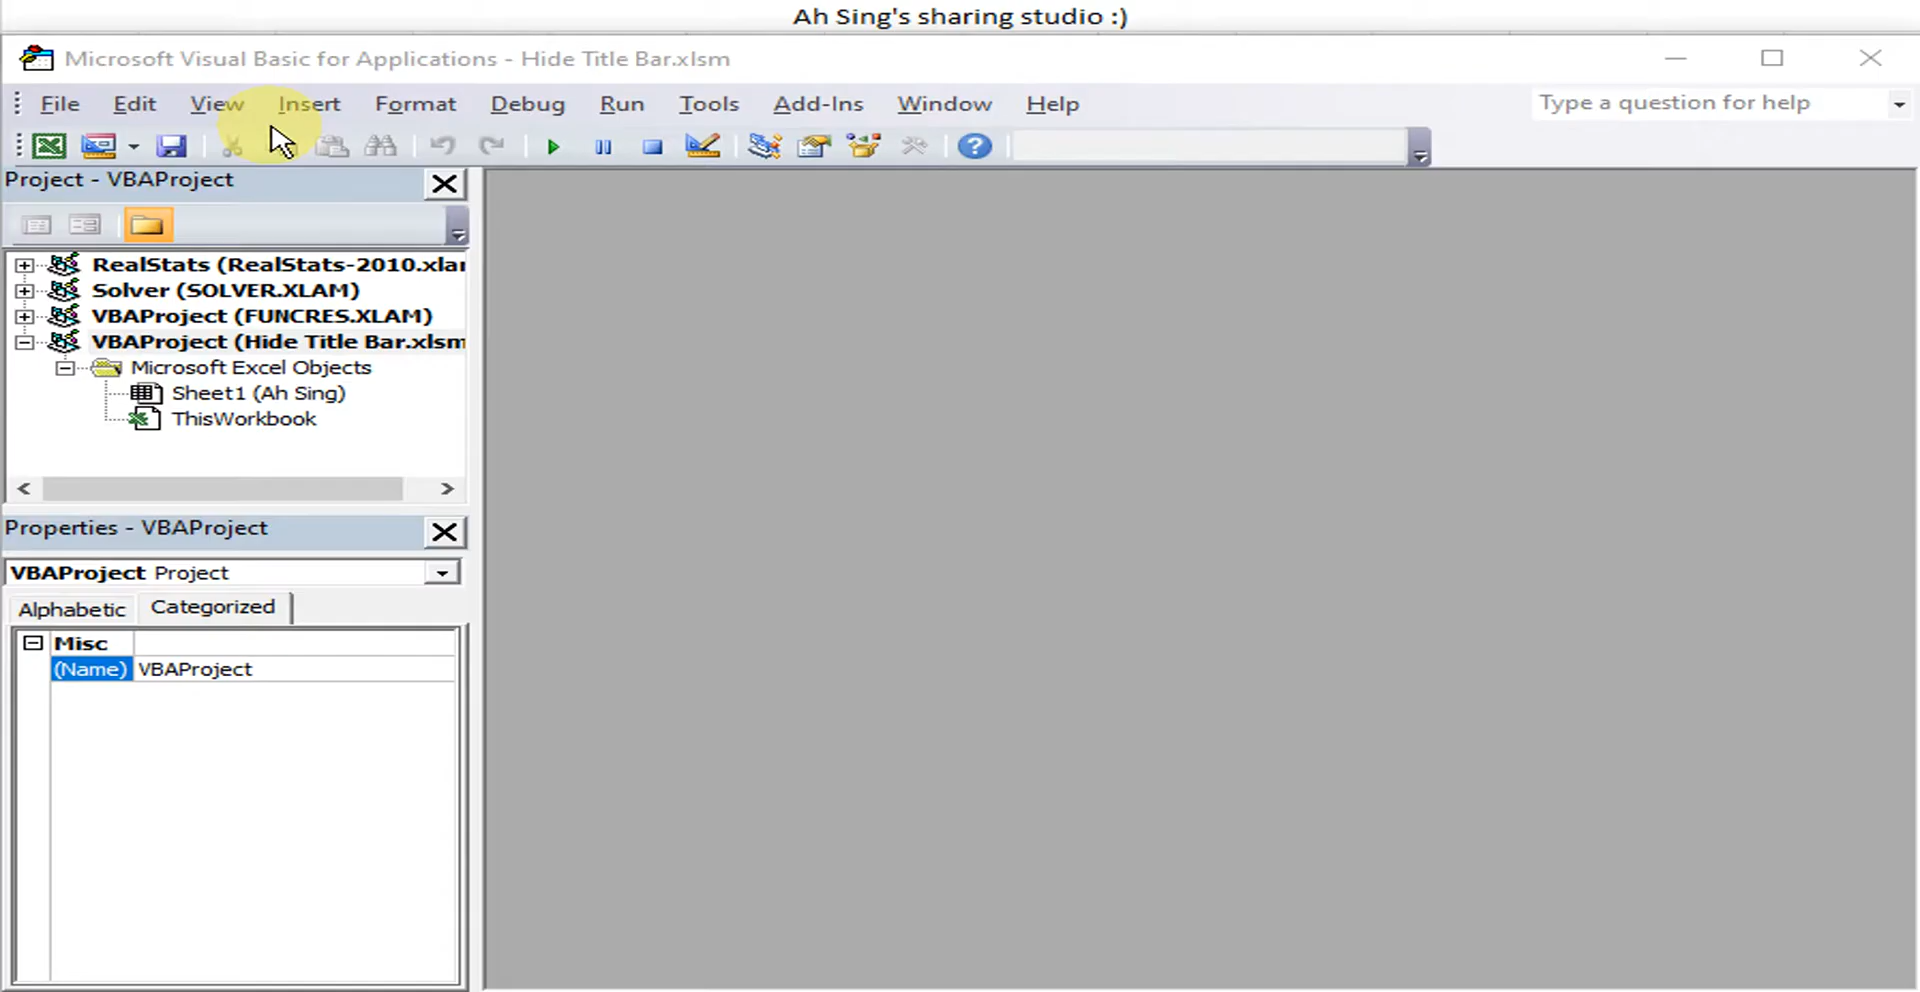 Ah Sing's sharing studio :)
Microsoft Visual Basic for Applications - Hide Title Bar.xlsm
File Edit View Insert Format Debug Run Tools Add-Ins Window Help Type a question for help
Project - VBAProject
RealStats (RealStats-2010.xla
Solver (SOLVER.XLAM)
VBAProject (FUNCRES.XLAM)
VBAProject (Hide Title Bar.xlsm
Microsoft Excel Objects
Sheet1 (Ah Sing)
ThisWorkbook
Properties - VBAProject
VBAProject Project
Alphabetic Categorized
Misc
(Name) VBAProject